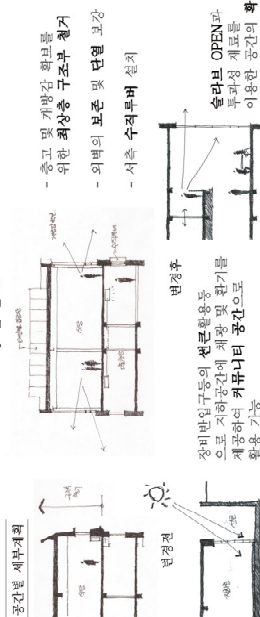 공간별 세부계획
- 층고 및 개방감 확보를
위한 최상층 구조부 철거
- 외벽의 보존 및 단열 보강
- 서측 수직루버 설치
변경전
변경후
장비반입구등의 썬큰활용등
으로 지하공간에 채광 및 환기를
제공하여 커뮤니티 공간으로
활용 가능
슬라브 OPEN과
투과성 재료를
이용한 공간의 확